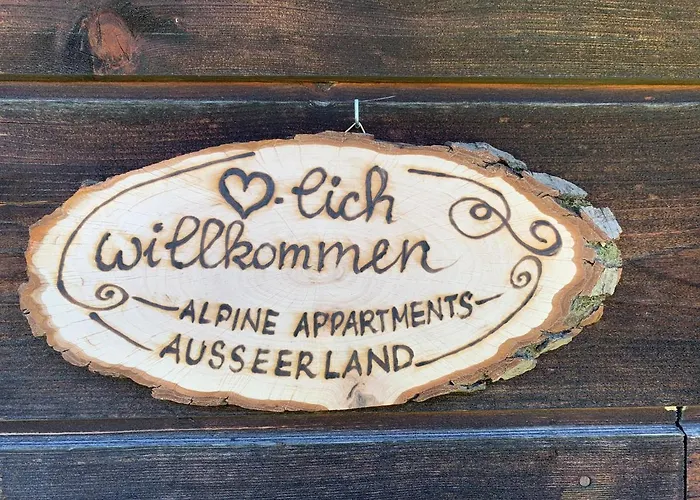 ♡-lich
willkommen
ALPINE APPARTMENTS
AUSSEERLAND